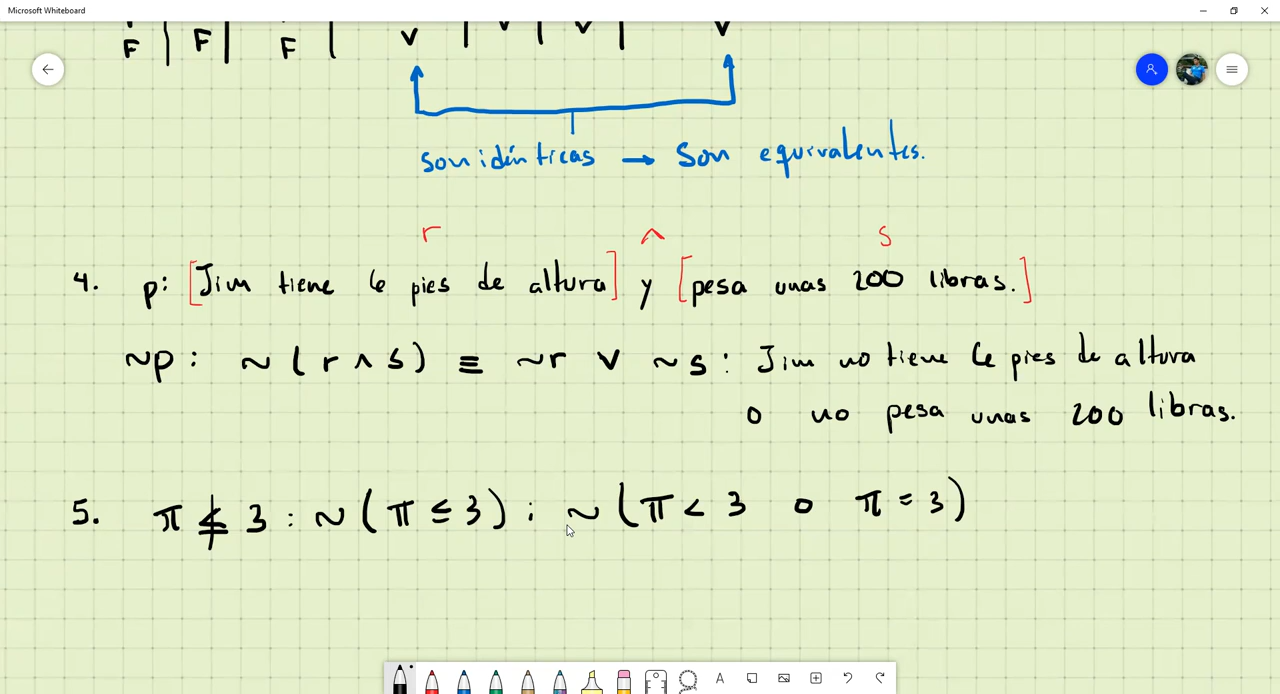 Microsoft Whiteboard
F F F V V
son idénticas → Son equivalentes.
r ^ s
4. p: [Jim tiene 6 pies de altura] y [pesa unas 200 libras.]
~p: ~(r ∧ s) ≡ ~r ∨ ~s: Jim no tiene 6 pies de altura
o no pesa unas 200 libras.
5. π ≰ 3 : ~(π ≤ 3) ; ~(π < 3 o π = 3)
A